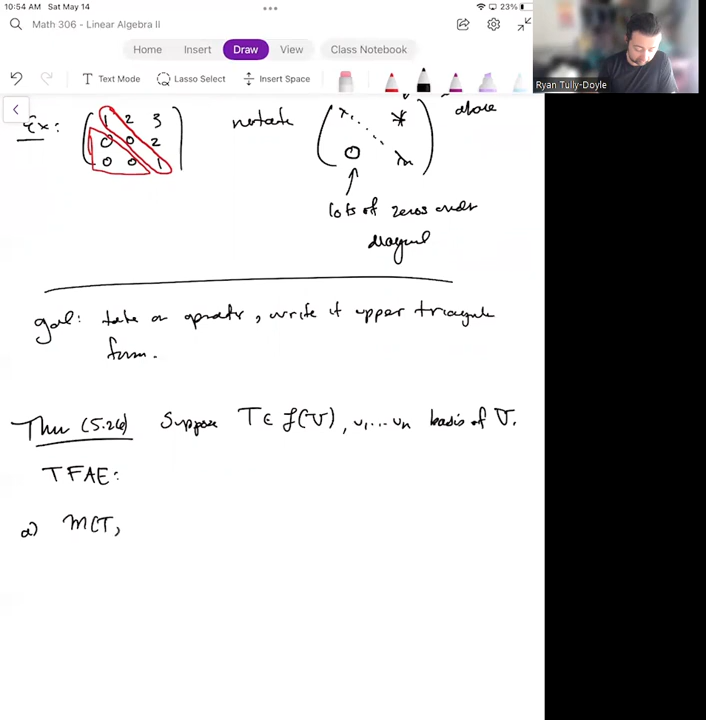 10:54 AM Sat May 14
23%
Math 306 - Linear Algebra II
Home Insert Draw View Class Notebook
Text Mode Lasso Select Insert Space
Ryan Tully-Doyle
Ex: ( 1 2 3 notate ( λ₁ * above
0 0 2
0 0 1 ) 0 λn )
lots of zeros under
diagonal
goal: take an operator, write it upper triangular
form.
Thm (5.26) Suppose T ∈ L(V), v₁...vn basis of V.
TFAE:
a) M(T,